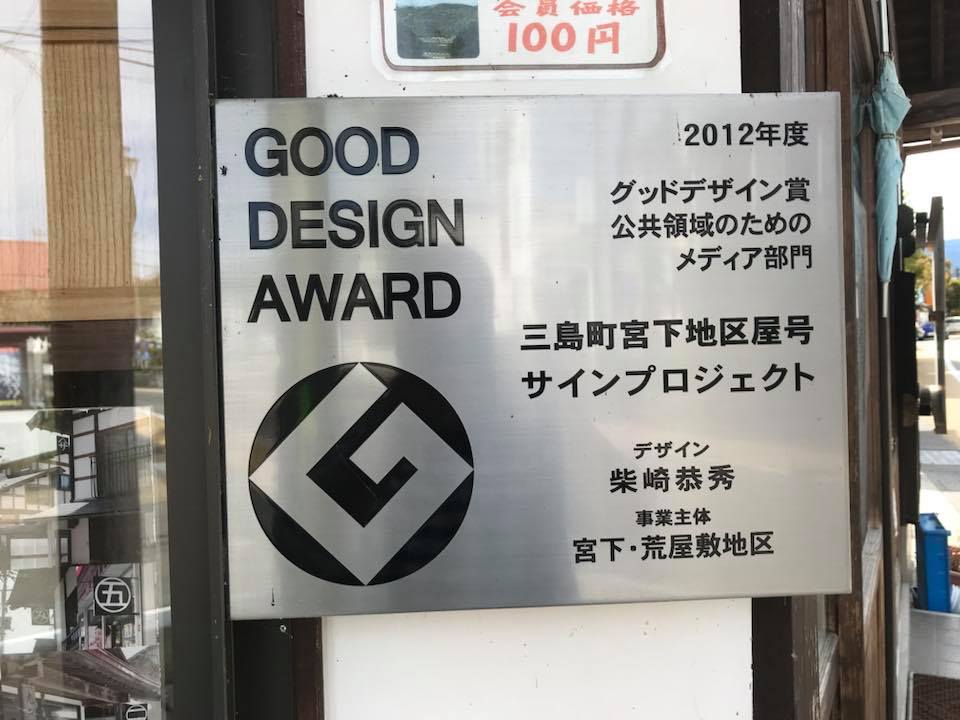 会員価格
100円
GOOD
DESIGN
AWARD
2012年度
グッドデザイン賞
公共領域のための
メディア部門
三島町宮下地区屋号
サインプロジェクト
デザイン
柴崎恭秀
事業主体
宮下・荒屋敷地区
五